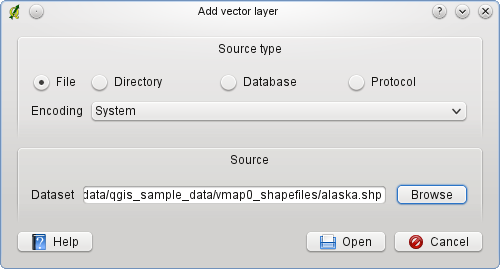 Add vector layer
Source type
File Directory Database Protocol
Encoding System
Source
Dataset data/qgis_sample_data/vmap0_shapefiles/alaska.shp Browse
Help Open Cancel